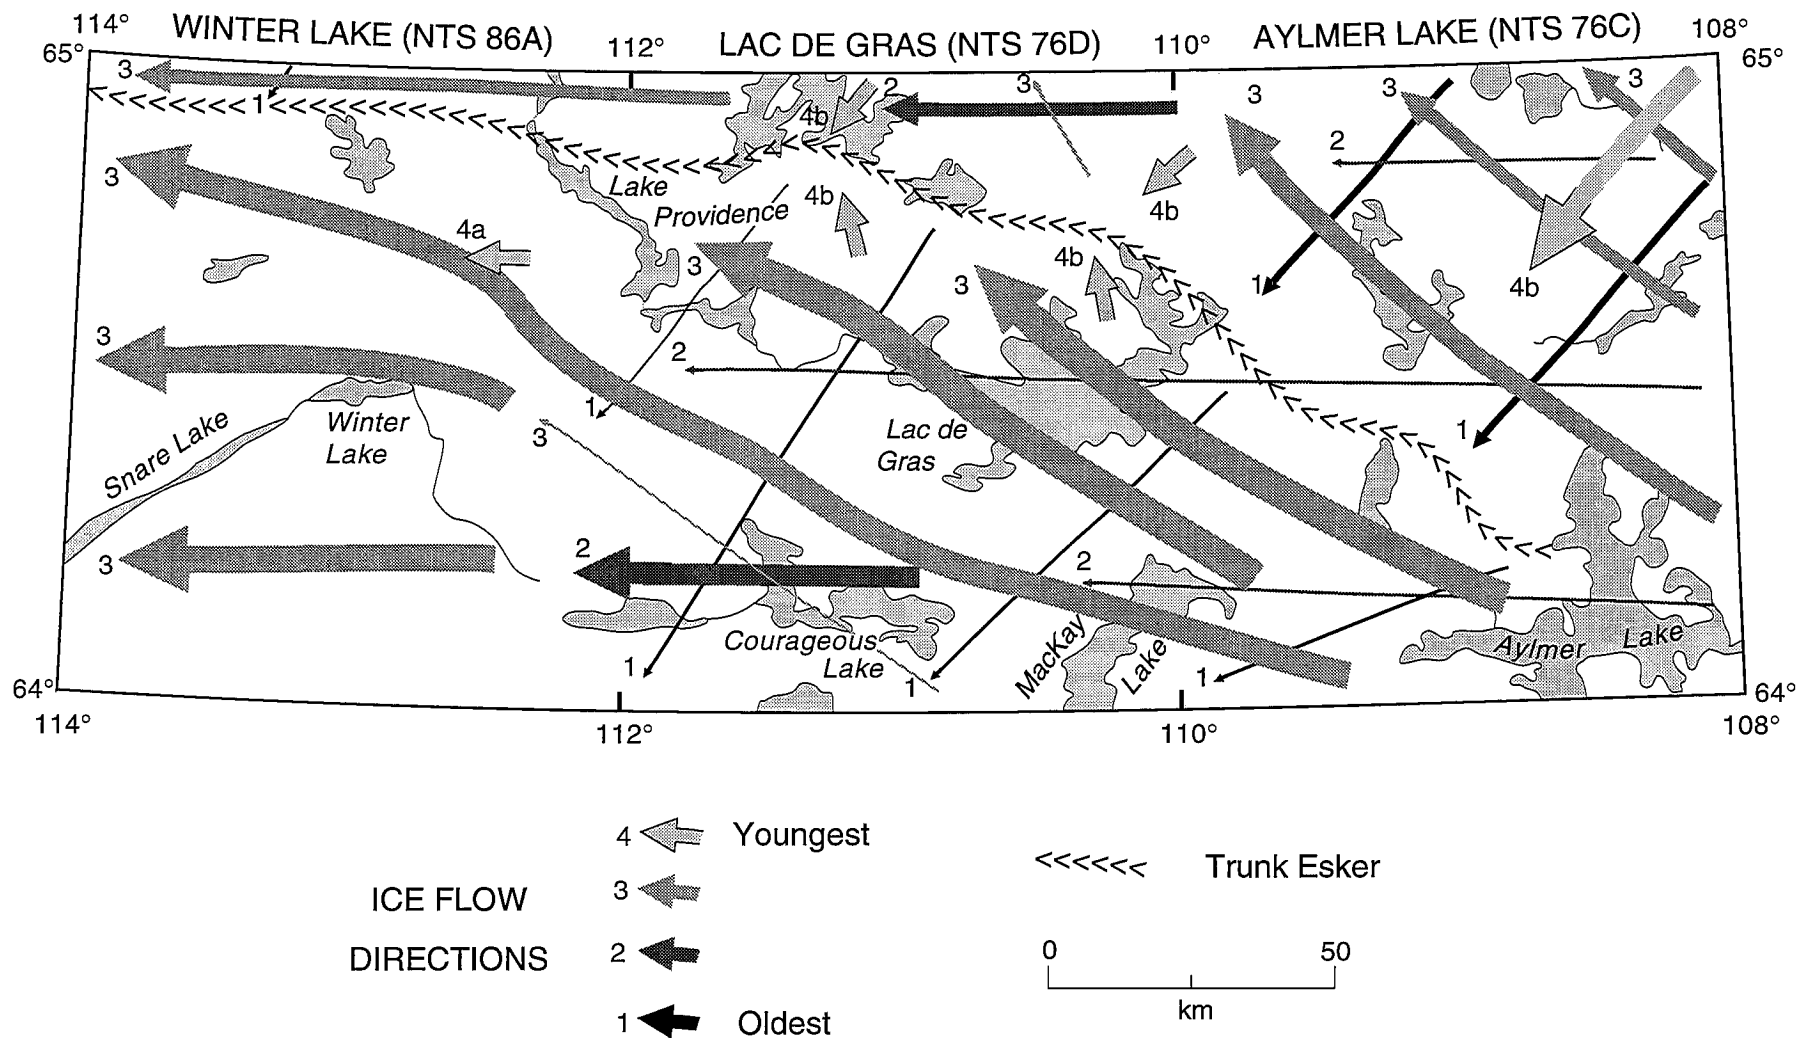 114°
WINTER LAKE (NTS 86A)
112°
LAC DE GRAS (NTS 76D)
110°
AYLMER LAKE (NTS 76C)
108°
65°
65°
3
1
4b
2
3
3
3
3
2
3
Lake
Providence
4b
4b
4a
3
3
4b
1
4b
3
2
1
3
1
Snare Lake
Winter
Lake
Lac de
Gras
3
2
2
Courageous
Lake
1
1
MacKay
Lake
1
Aylmer
Lake
64°
64°
114°
112°
110°
108°
4
Youngest
3
ICE FLOW
DIRECTIONS
2
1
Oldest
Trunk Esker
0
50
km